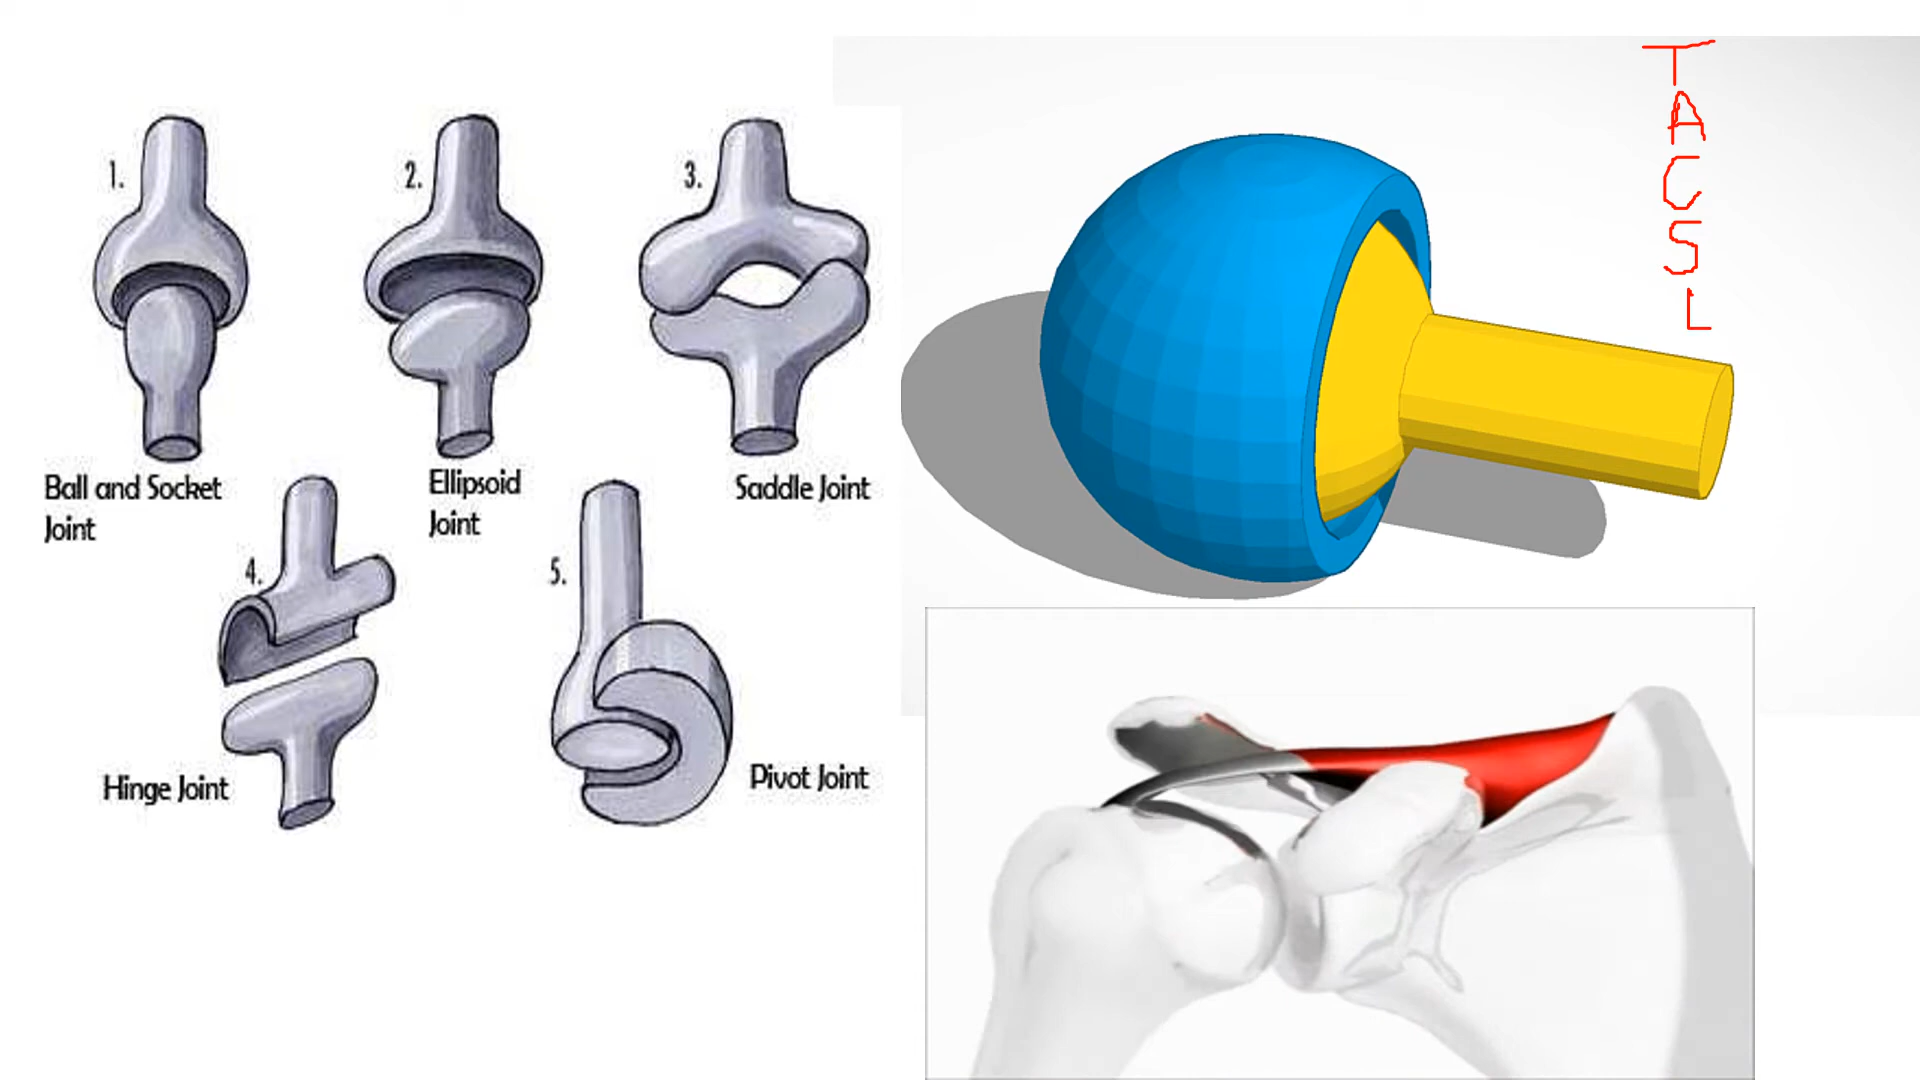 1.
2.
3.
Ball and Socket
Joint
Ellipsoid
Joint
Saddle Joint
4.
5.
Hinge Joint
Pivot Joint
T
A
C
S
L